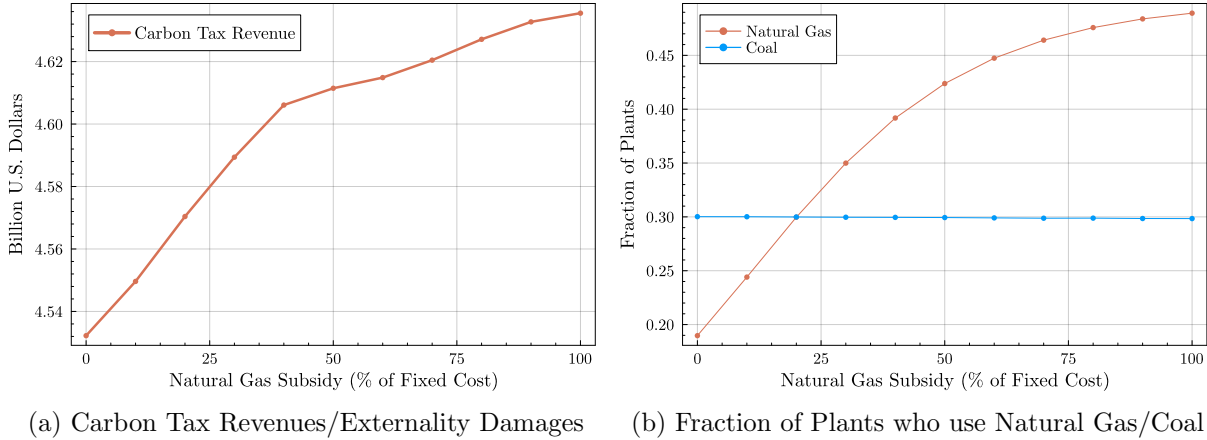 Carbon Tax Revenue
Billion U.S. Dollars
4.62
4.60
4.58
4.56
4.54
0
25
50
75
100
Natural Gas Subsidy (% of Fixed Cost)
(a) Carbon Tax Revenues/Externality Damages
Natural Gas
Coal
Fraction of Plants
0.45
0.40
0.35
0.30
0.25
0.20
0
25
50
75
100
Natural Gas Subsidy (% of Fixed Cost)
(b) Fraction of Plants who use Natural Gas/Coal